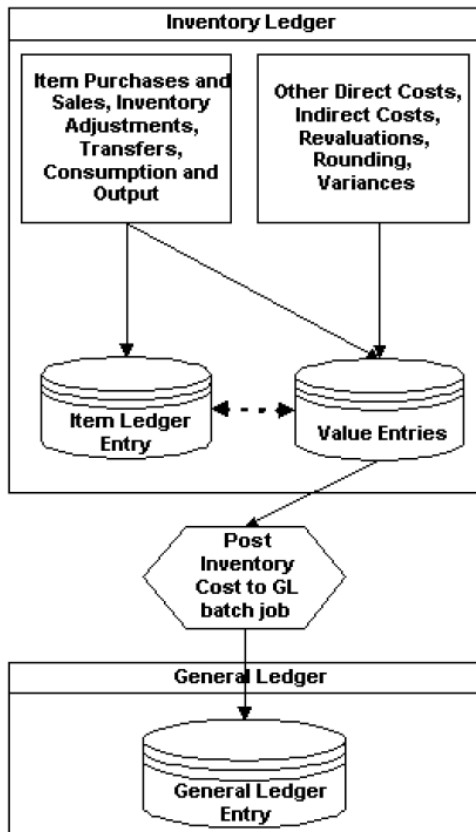 Inventory Ledger
Item Purchases and
Sales, Inventory
Adjustments,
Transfers,
Consumption and
Output
Other Direct Costs,
Indirect Costs,
Revaluations,
Rounding,
Variances
Item Ledger
Entry
Value Entries
Post
Inventory
Cost to GL
batch job
General Ledger
General Ledger
Entry